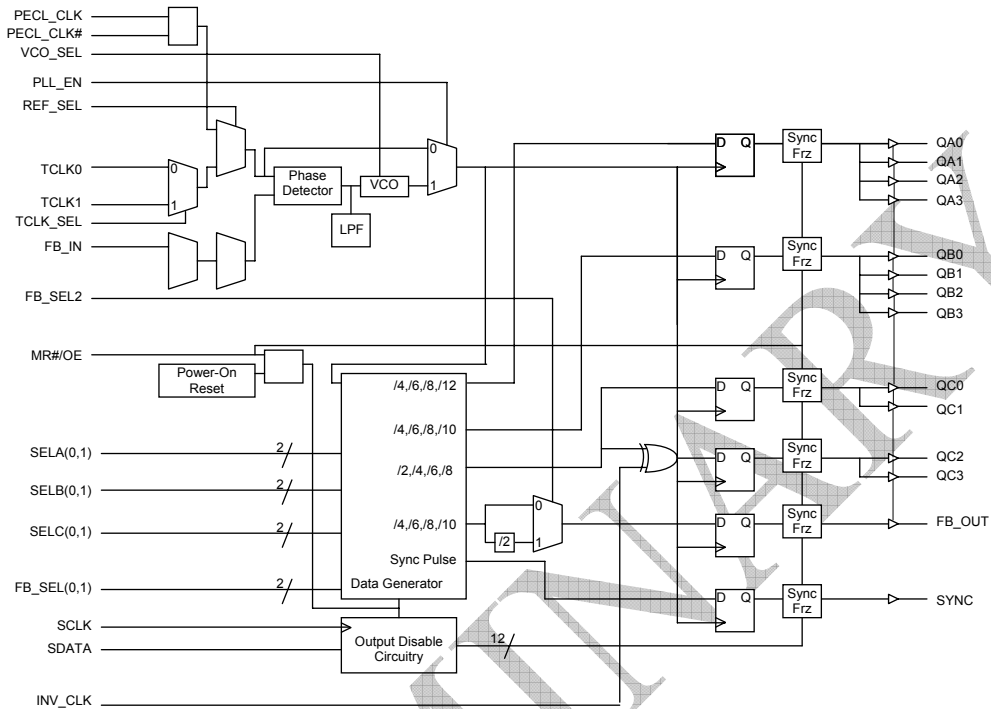 PECL_CLK
PECL_CLK#
VCO_SEL
PLL_EN
REF_SEL
TCLK0
TCLK1
TCLK_SEL
FB_IN
FB_SEL2
MR#/OE
SELA(0,1)
SELB(0,1)
SELC(0,1)
FB_SEL(0,1)
SCLK
SDATA
INV_CLK
0
1
Phase
Detector
VCO
LPF
0
1
Power-On
Reset
2
2
2
2
/4,/6,/8,/12
/4,/6,/8,/10
/2,/4,/6,/8
/4,/6,/8,/10
Sync Pulse
Data Generator
Output Disable
Circuitry
12
/2
0
1
D Q
Sync
Frz
QA0
QA1
QA2
QA3
D Q
Sync
Frz
QB0
QB1
QB2
QB3
D Q
Sync
Frz
QC0
QC1
D Q
Sync
Frz
QC2
QC3
D Q
Sync
Frz
FB_OUT
D Q
Sync
Frz
SYNC
INARY